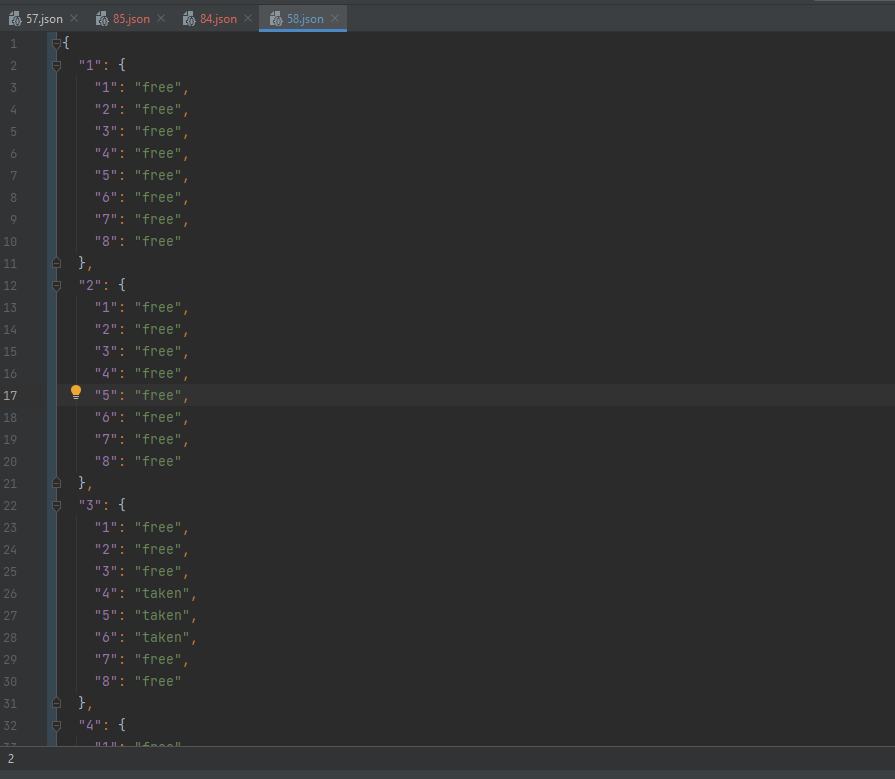 57.json 85.json 84.json 58.json
1 {
2 "1": {
3 "1": "free",
4 "2": "free",
5 "3": "free",
6 "4": "free",
7 "5": "free",
8 "6": "free",
9 "7": "free",
10 "8": "free"
11 },
12 "2": {
13 "1": "free",
14 "2": "free",
15 "3": "free",
16 "4": "free",
17 "5": "free",
18 "6": "free",
19 "7": "free",
20 "8": "free"
21 },
22 "3": {
23 "1": "free",
24 "2": "free",
25 "3": "free",
26 "4": "taken",
27 "5": "taken",
28 "6": "taken",
29 "7": "free",
30 "8": "free"
31 },
32 "4": {
33 "1": "free"
2